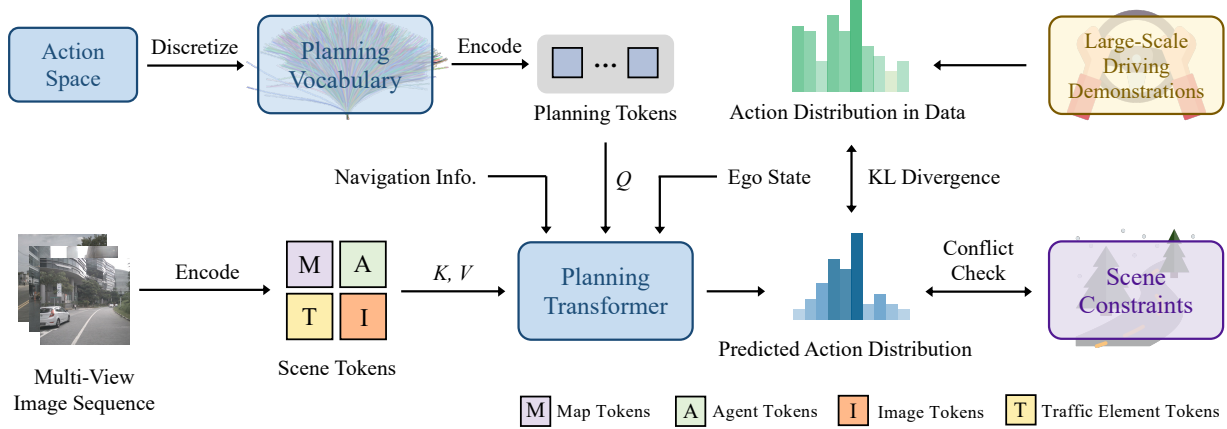 Action
Space
Discretize
Planning
Vocabulary
Encode
...
Planning Tokens
Action Distribution in Data
Large-Scale
Driving
Demonstrations
Navigation Info.
Q
Ego State
KL Divergence
Multi-View
Image Sequence
Encode
M
A
T
I
Scene Tokens
K, V
Planning
Transformer
Predicted Action Distribution
Conflict
Check
Scene
Constraints
M Map Tokens
A Agent Tokens
I Image Tokens
T Traffic Element Tokens